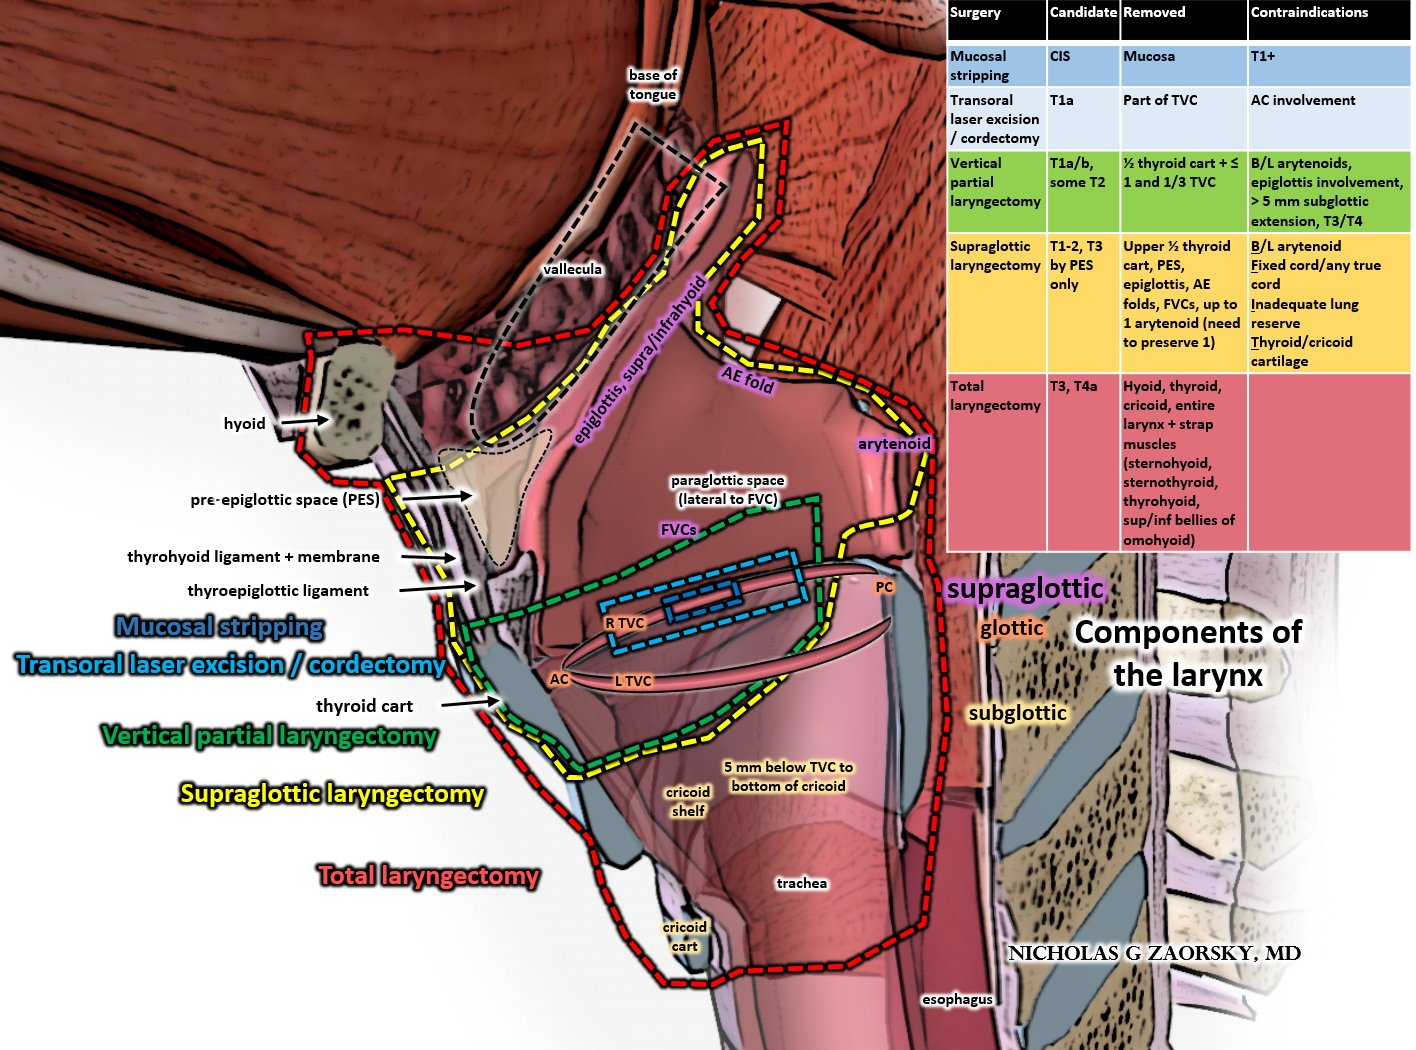 Surgery Candidate Removed Contraindications
Mucosal stripping CIS Mucosa T1+
Transoral laser excision / cordectomy T1a Part of TVC AC involvement
Vertical partial laryngectomy T1a/b, some T2 ½ thyroid cart + ≤ 1 and 1/3 TVC B/L arytenoids, epiglottis involvement, > 5 mm subglottic extension, T3/T4
Supraglottic laryngectomy T1-2, T3 by PES only Upper ½ thyroid cart, PES, epiglottis, AE folds, FVCs, up to 1 arytenoid (need to preserve 1) B/L arytenoid Fixed cord/any true cord Inadequate lung reserve Thyroid/cricoid cartilage
Total laryngectomy T3, T4a Hyoid, thyroid, cricoid, entire larynx + strap muscles (sternohyoid, sternothyroid, thyrohyoid, sup/inf bellies of omohyoid)
base of
tongue
vallecula
epiglottis, supra/infrahyoid
AE fold
hyoid
arytenoid
pre-epiglottic space (PES)
paraglottic space
(lateral to FVC)
FVCs
thyrohyoid ligament + membrane
thyroepiglottic ligament
PC
supraglottic
R TVC
Mucosal stripping
glottic
Components of
the larynx
Transoral laser excision / cordectomy
AC
L TVC
thyroid cart
subglottic
Vertical partial laryngectomy
5 mm below TVC to
bottom of cricoid
Supraglottic laryngectomy
cricoid
shelf
Total laryngectomy
trachea
cricoid
cart
NICHOLAS G ZAORSKY, MD
esophagus